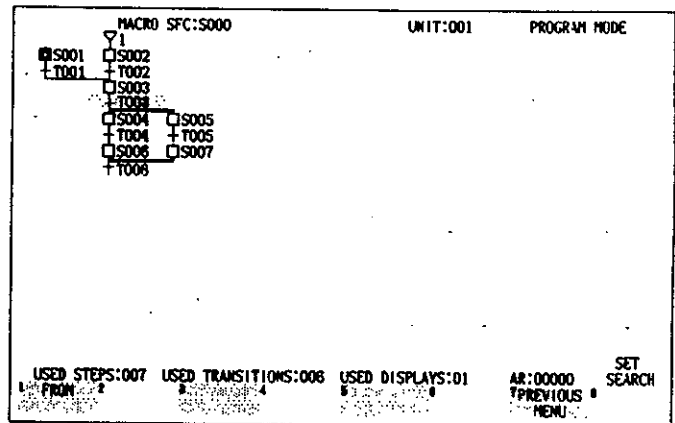 MACRO SFC:S000 UNIT:001 PROGRAM MODE
1
S001 S002
T001 T002
S003
T003
S004 S005
T004 T005
S006 S007
T006
SET
USED STEPS:007 USED TRANSITIONS:006 USED DISPLAYS:01 AR:00000 SEARCH
1 FROM 2 3 4 5 6 7 PREVIOUS 8
MENU